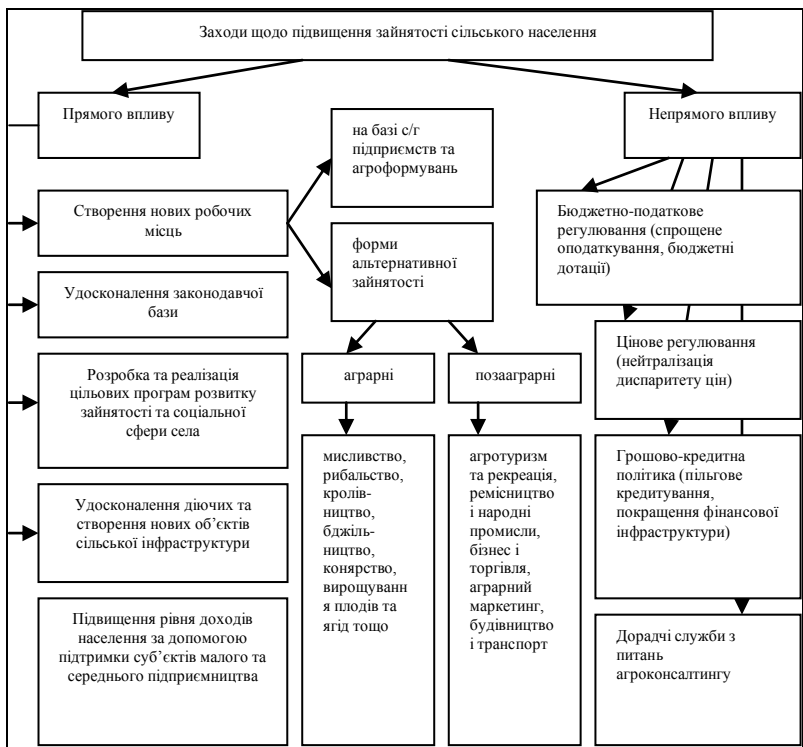 Заходи щодо підвищення зайнятості сільського населення
Прямого впливу
на базі с/г
підприємств та
агроформувань
Непрямого впливу
Створення нових робочих
місць
форми
альтернативної
зайнятості
Бюджетно-податкове
регулювання (спрощене
оподаткування, бюджетні
дотації)
Удосконалення законодавчої
бази
Цінове регулювання
(нейтралізація
диспаритету цін)
Розробка та реалізація
цільових програм розвитку
зайнятості та соціальної
сфери села
аграрні
позааграрні
мисливство,
рибальство,
кролів-
ництво,
бджіль-
ництво,
конярство,
вирощуванн
я плодів та
ягід тощо
агротуризм
та рекреація,
ремісництво
і народні
промисли,
бізнес і
торгівля,
аграрний
маркетинг,
будівництво
і транспорт
Грошово-кредитна
політика (пільгове
кредитування,
покращення фінансової
інфраструктури)
Удосконалення діючих та
створення нових об’єктів
сільської інфраструктури
Підвищення рівня доходів
населення за допомогою
підтримки суб’єктів малого та
середнього підприємництва
Дорадчі служби з
питань
агроконсалтингу